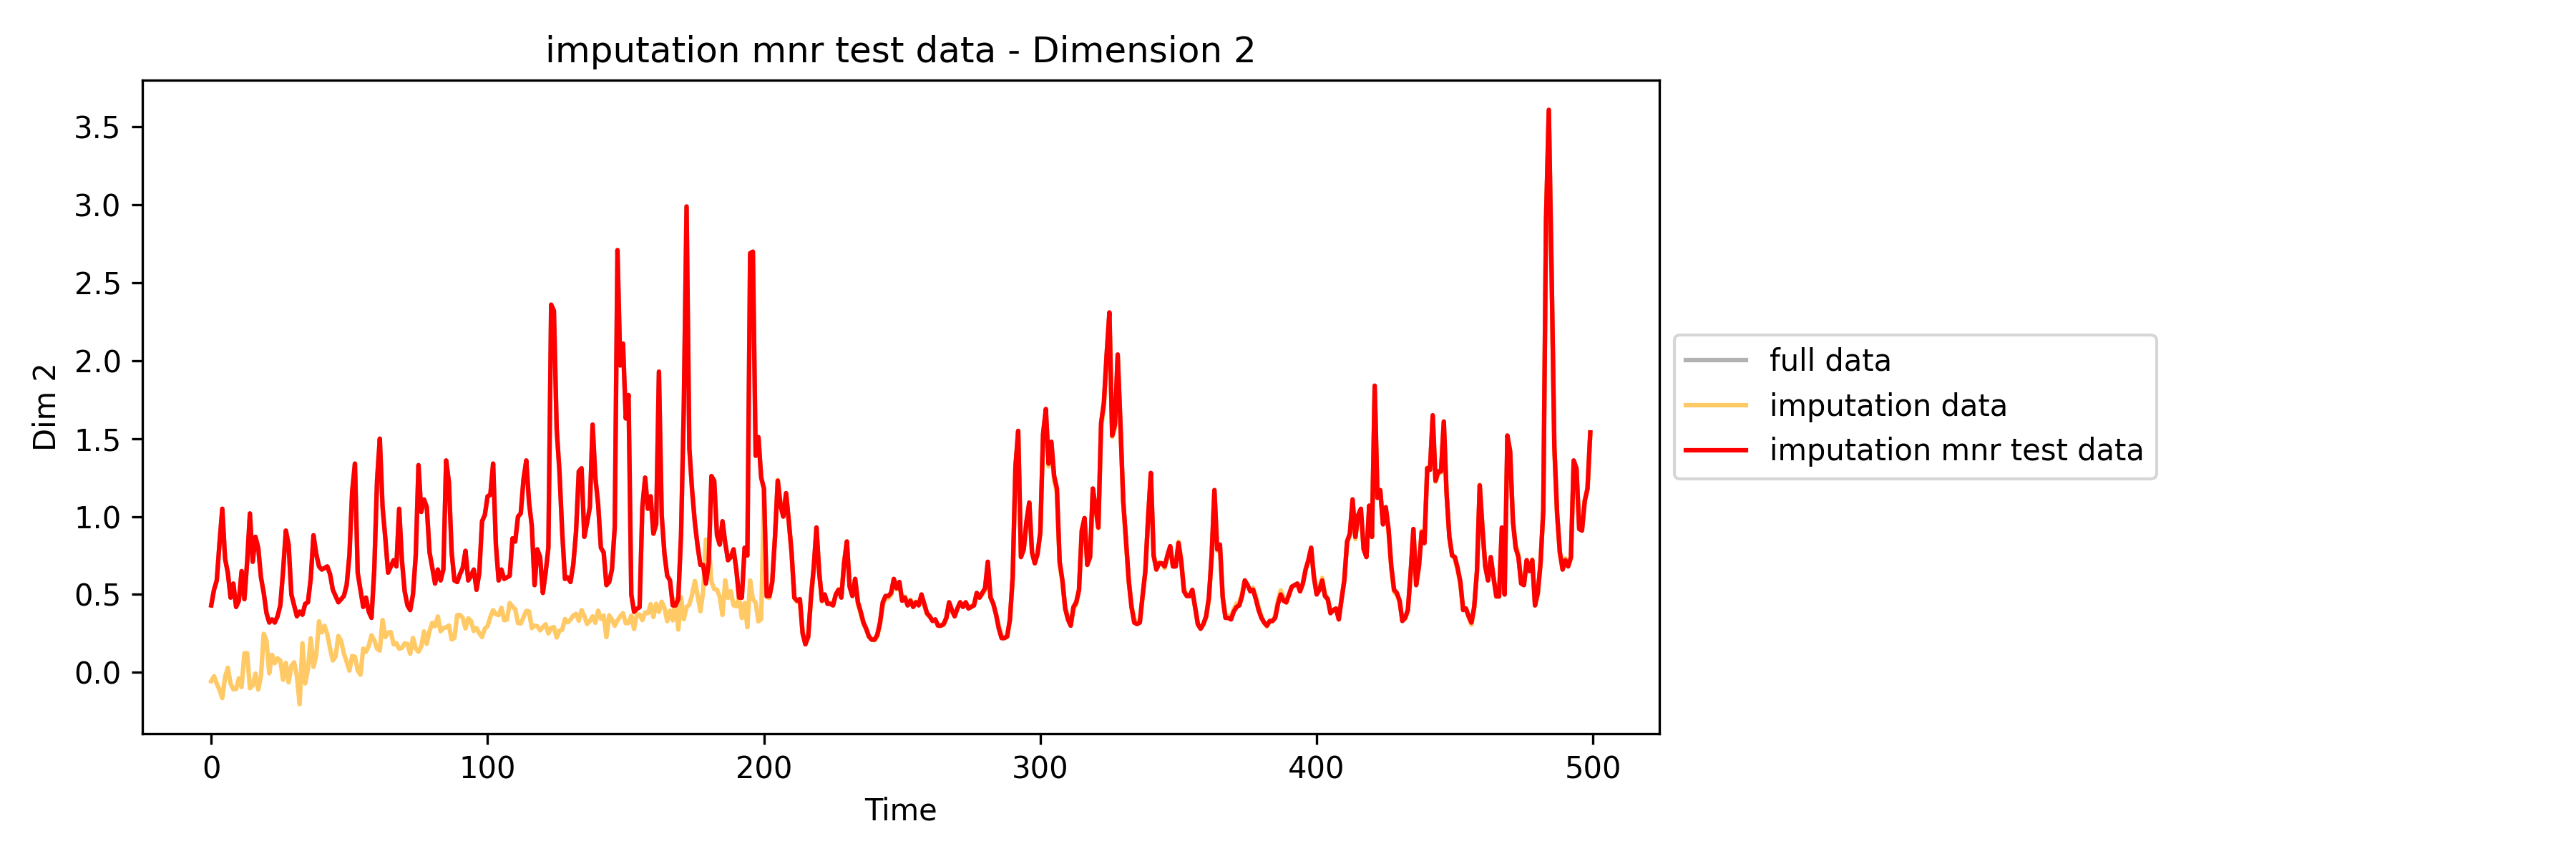 imputation mnr test data - Dimension 2
3.5
3.0
2.5
2.0
1.5
1.0
0.5
0.0
Dim 2
0 100 200 300 400 500
Time
full data
imputation data
imputation mnr test data